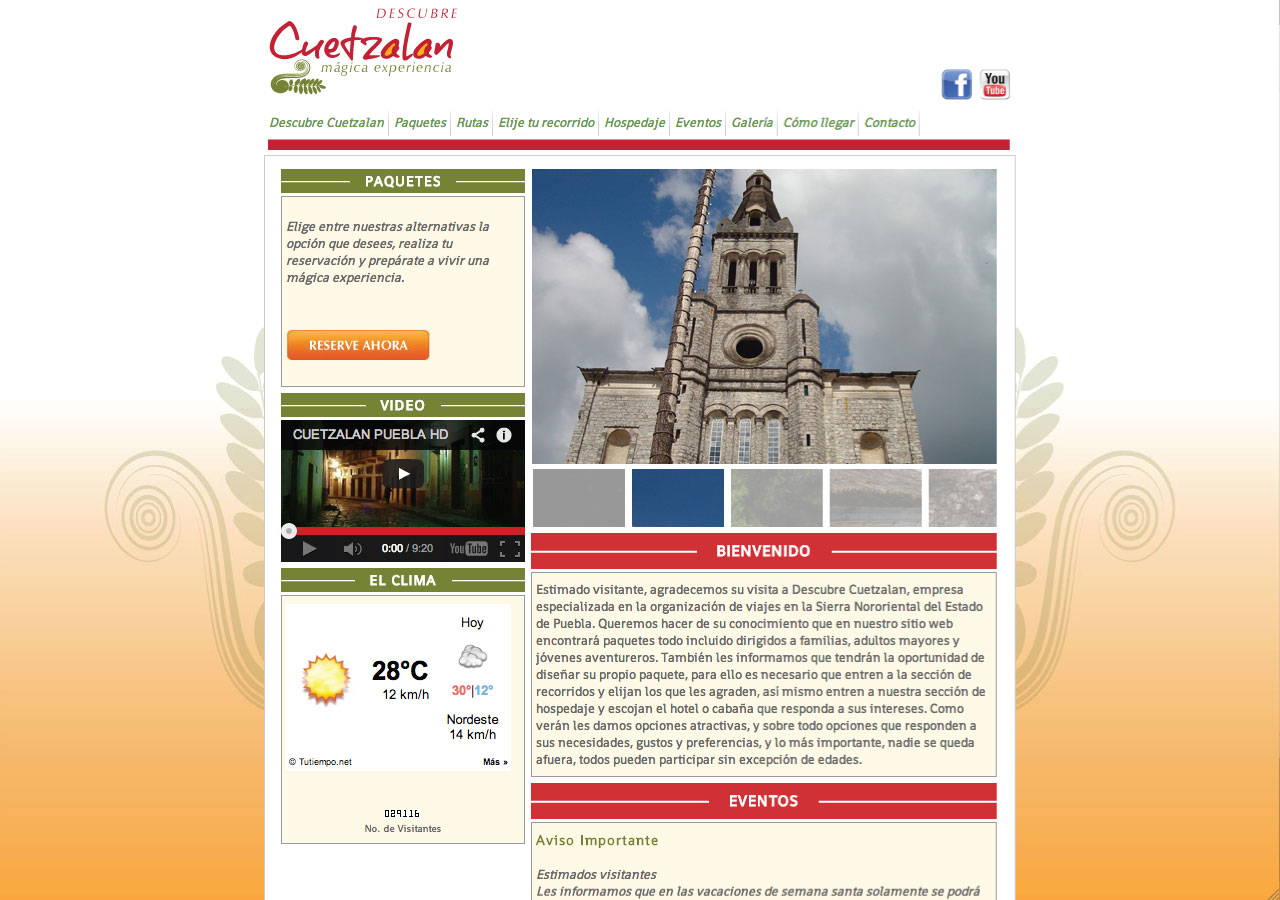 DESCUBRE
Cuetzalan
mágica experiencia
You
Tube
Descubre Cuetzalan
Paquetes
Rutas
Elije tu recorrido
Hospedaje
Eventos
Galería
Cómo llegar
Contacto
PAQUETES
Elige entre nuestras alternativas la
opción que desees, realiza tu
reservación y prepárate a vivir una
mágica experiencia.
RESERVE AHORA
VIDEO
CUETZALAN PUEBLA HD
0:00 / 9:20
YouTube
EL CLIMA
Hoy
28°C
12 km/h
30°|12°
Nordeste
14 km/h
© Tutiempo.net
Más »
029116
No. de Visitantes
BIENVENIDO
Estimado visitante, agradecemos su visita a Descubre Cuetzalan, empresa
especializada en la organización de viajes en la Sierra Nororiental del Estado
de Puebla. Queremos hacer de su conocimiento que en nuestro sitio web
encontrará paquetes todo incluido dirigidos a familias, adultos mayores y
jóvenes aventureros. También les informamos que tendrán la oportunidad de
diseñar su propio paquete, para ello es necesario que entren a la sección de
recorridos y elijan los que les agraden, así mismo entren a nuestra sección de
hospedaje y escojan el hotel o cabaña que responda a sus intereses. Como
verán les damos opciones atractivas, y sobre todo opciones que responden a
sus necesidades, gustos y preferencias, y lo más importante, nadie se queda
afuera, todos pueden participar sin excepción de edades.
EVENTOS
Aviso Importante
Estimados visitantes
Les informamos que en las vacaciones de semana santa solamente se podrá